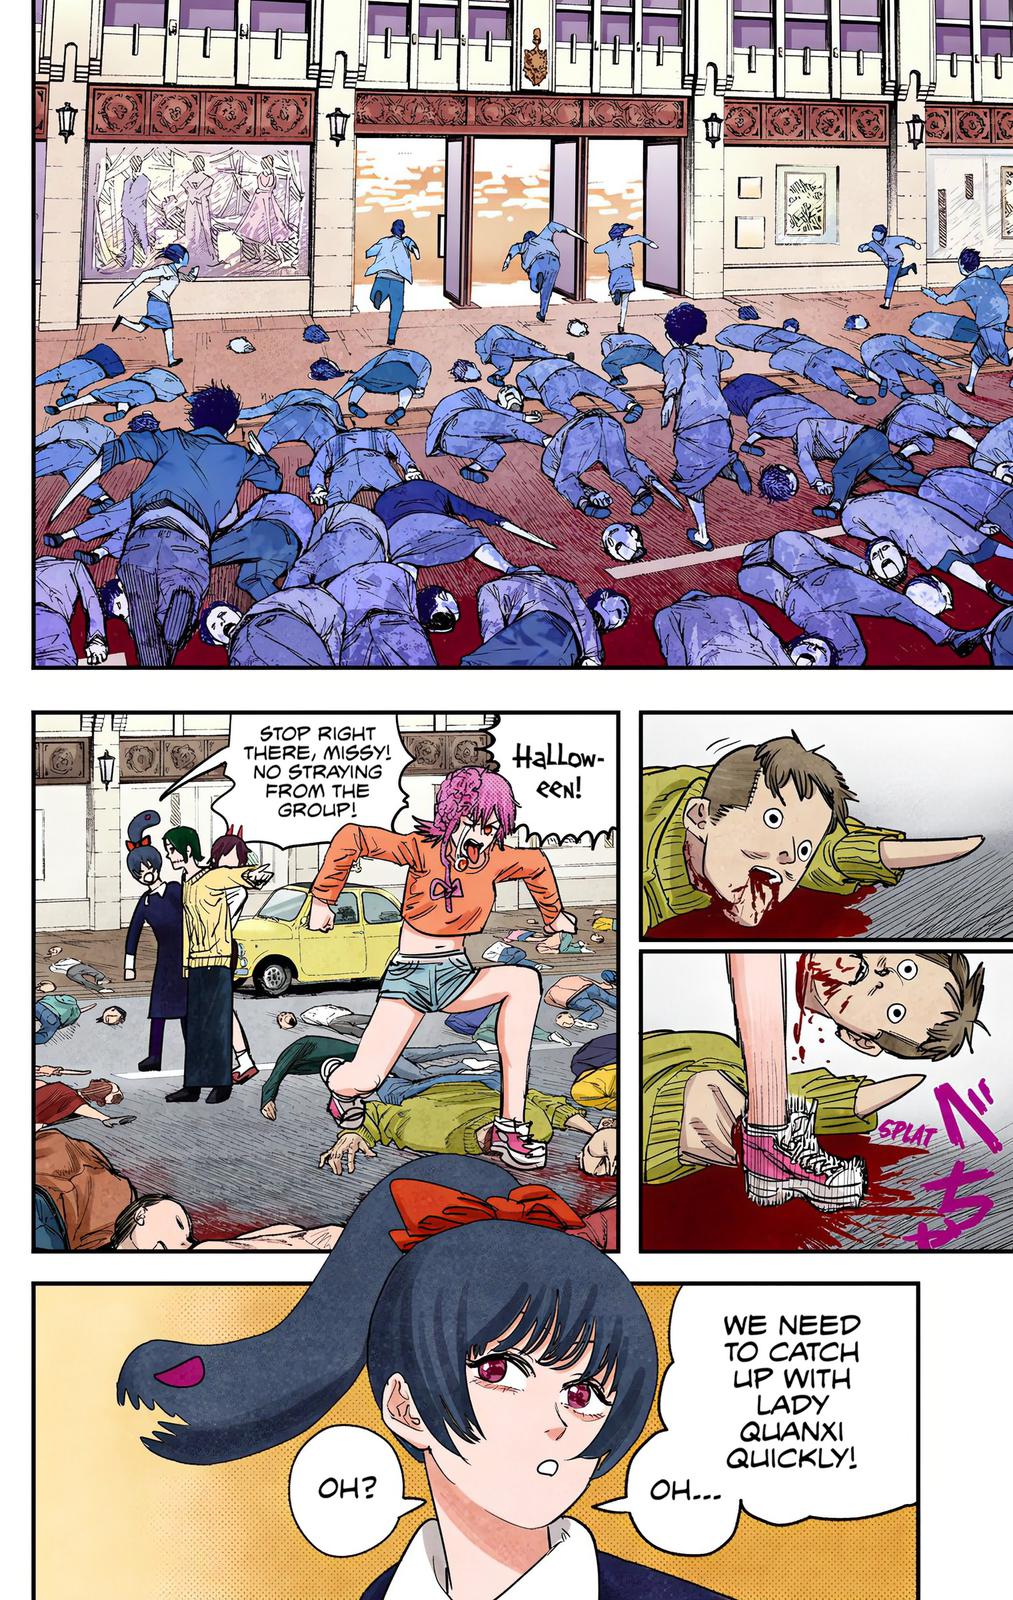 STOP RIGHT
THERE, MISSY!
NO STRAYING
FROM THE
GROUP!
HALLOW-
EEN!
SPLAT
べ
ち
ゃ
WE NEED
TO CATCH
UP WITH
LADY
QUANXI
QUICKLY!
OH?
OH...